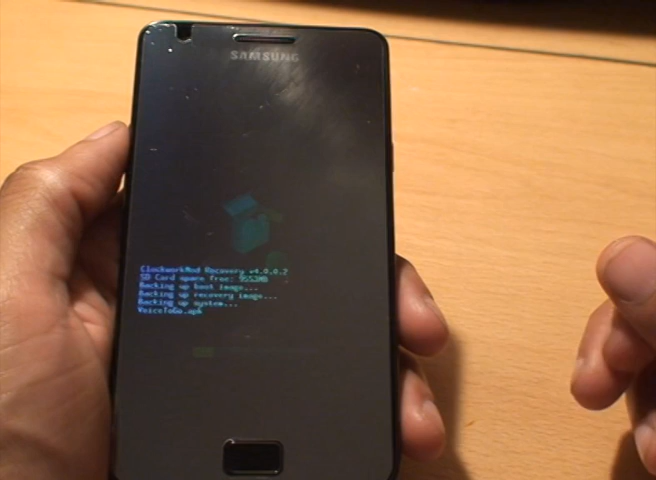 SAMSUNG
ClockworkMod Recovery v4.0.0.2
SD Card space free: 9553MB
Backing up boot image...
Backing up recovery image...
Backing up system...
VoiceToGo.apk